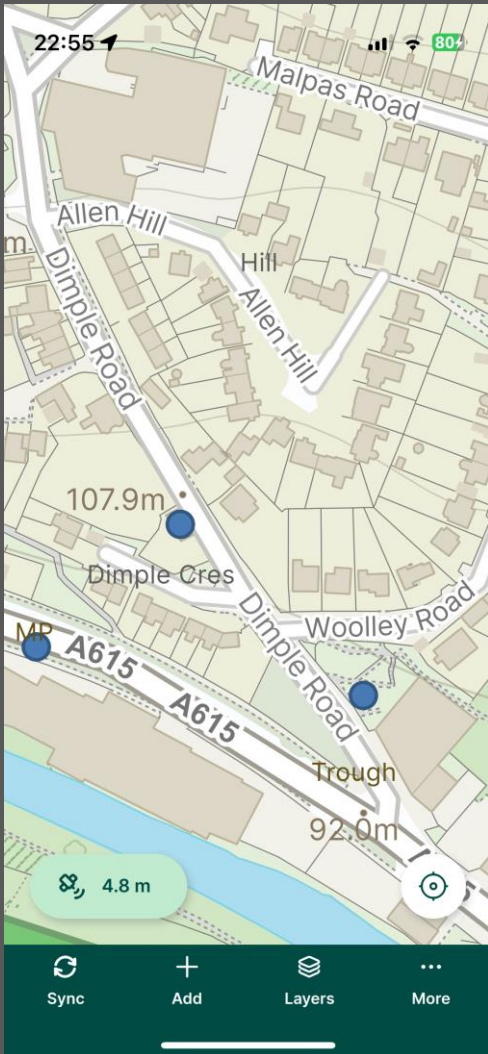 22:55
80
Malpas Road
Allen Hill
m
Hill
Dimple Road
Allen Hill
107.9m
Dimple Cres
Woolley Road
Dimple Road
MP
A615
A615
Trough
92.0m
4.8 m
Sync
Add
Layers
More